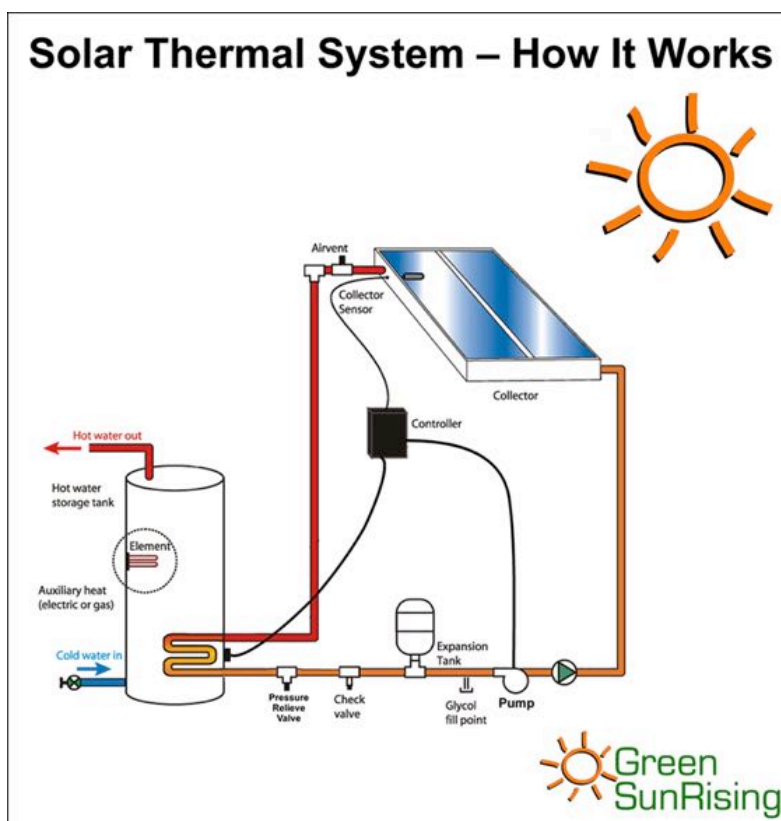 Solar Thermal System – How It Works
Airvent
Collector
Sensor
Collector
Controller
Hot water out
Hot water
storage tank
Element
Auxiliary heat
(electric or gas)
Cold water in
Expansion
Tank
Pressure
Relieve
Valve
Check
valve
Glycol
fill point
Pump
Green
SunRising